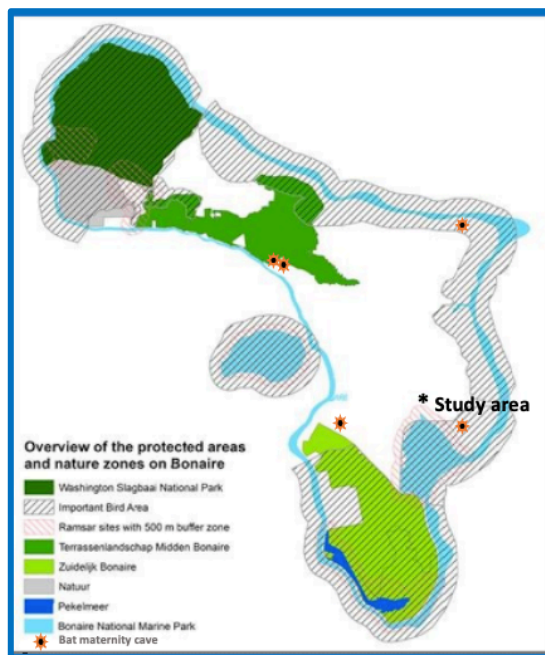 * Study area
Overview of the protected areas
and nature zones on Bonaire
Washington Slagbaai National Park
Important Bird Area
Ramsar sites with 500 m buffer zone
Terrassenlandschap Midden Bonaire
Zuidelijk Bonaire
Natuur
Pekelmeer
Bonaire National Marine Park
Bat maternity cave